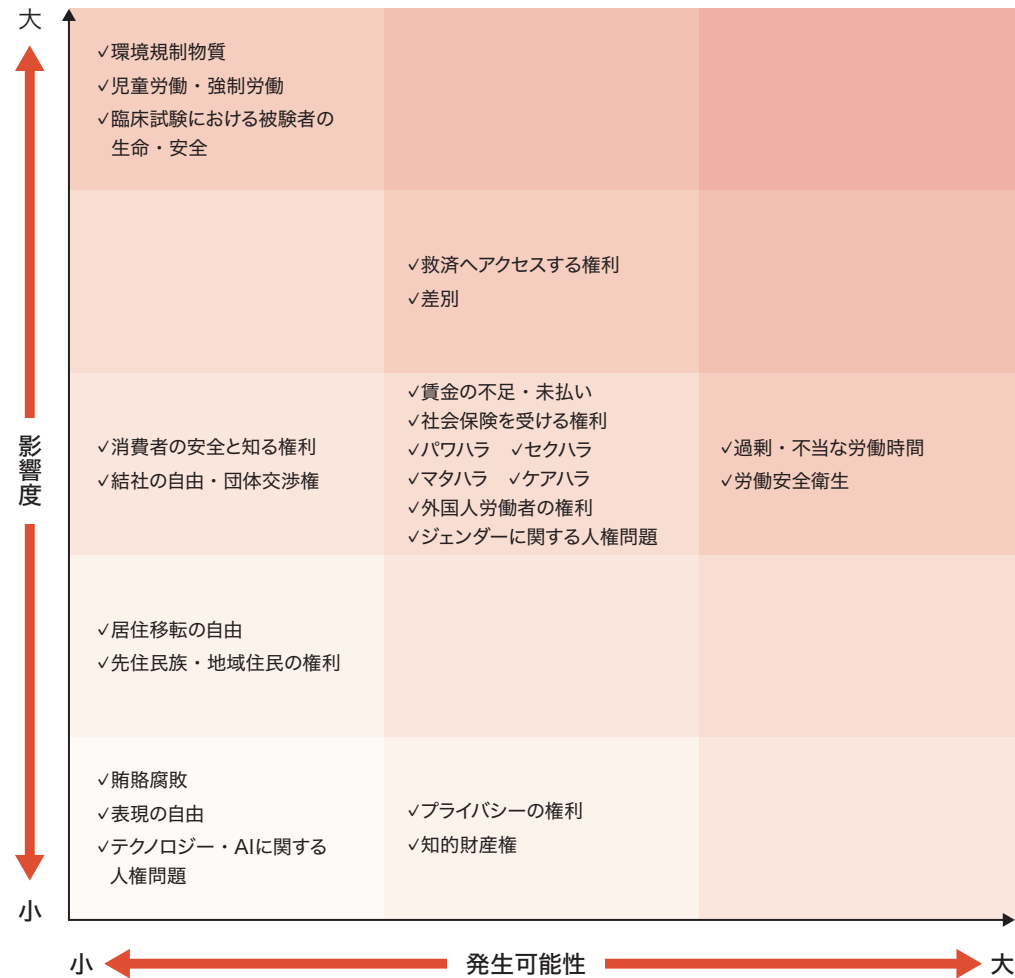 大
✓環境規制物質
✓児童労働・強制労働
✓臨床試験における被験者の
生命・安全
✓救済へアクセスする権利
✓差別
影響度
✓消費者の安全と知る権利
✓結社の自由・団体交渉権
✓賃金の不足・未払い
✓社会保険を受ける権利
✓パワハラ ✓セクハラ
✓マタハラ ✓ケアハラ
✓外国人労働者の権利
✓ジェンダーに関する人権問題
✓過剰・不当な労働時間
✓労働安全衛生
✓居住移転の自由
✓先住民族・地域住民の権利
✓賄賂腐敗
✓表現の自由
✓テクノロジー・AIに関する
人権問題
✓プライバシーの権利
✓知的財産権
小
小 発生可能性 大